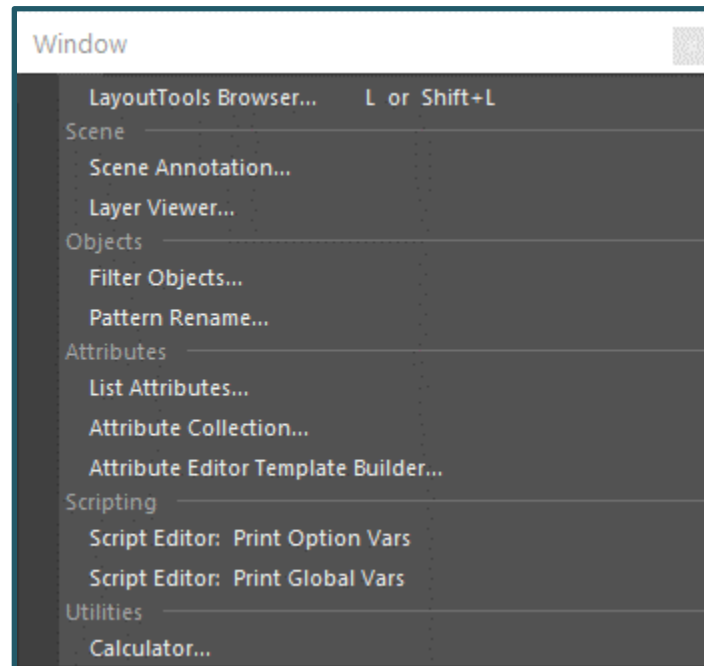 Window
LayoutTools Browser... L or Shift+L
Scene
Scene Annotation...
Layer Viewer...
Objects
Filter Objects...
Pattern Rename...
Attributes
List Attributes...
Attribute Collection...
Attribute Editor Template Builder...
Scripting
Script Editor: Print Option Vars
Script Editor: Print Global Vars
Utilities
Calculator...